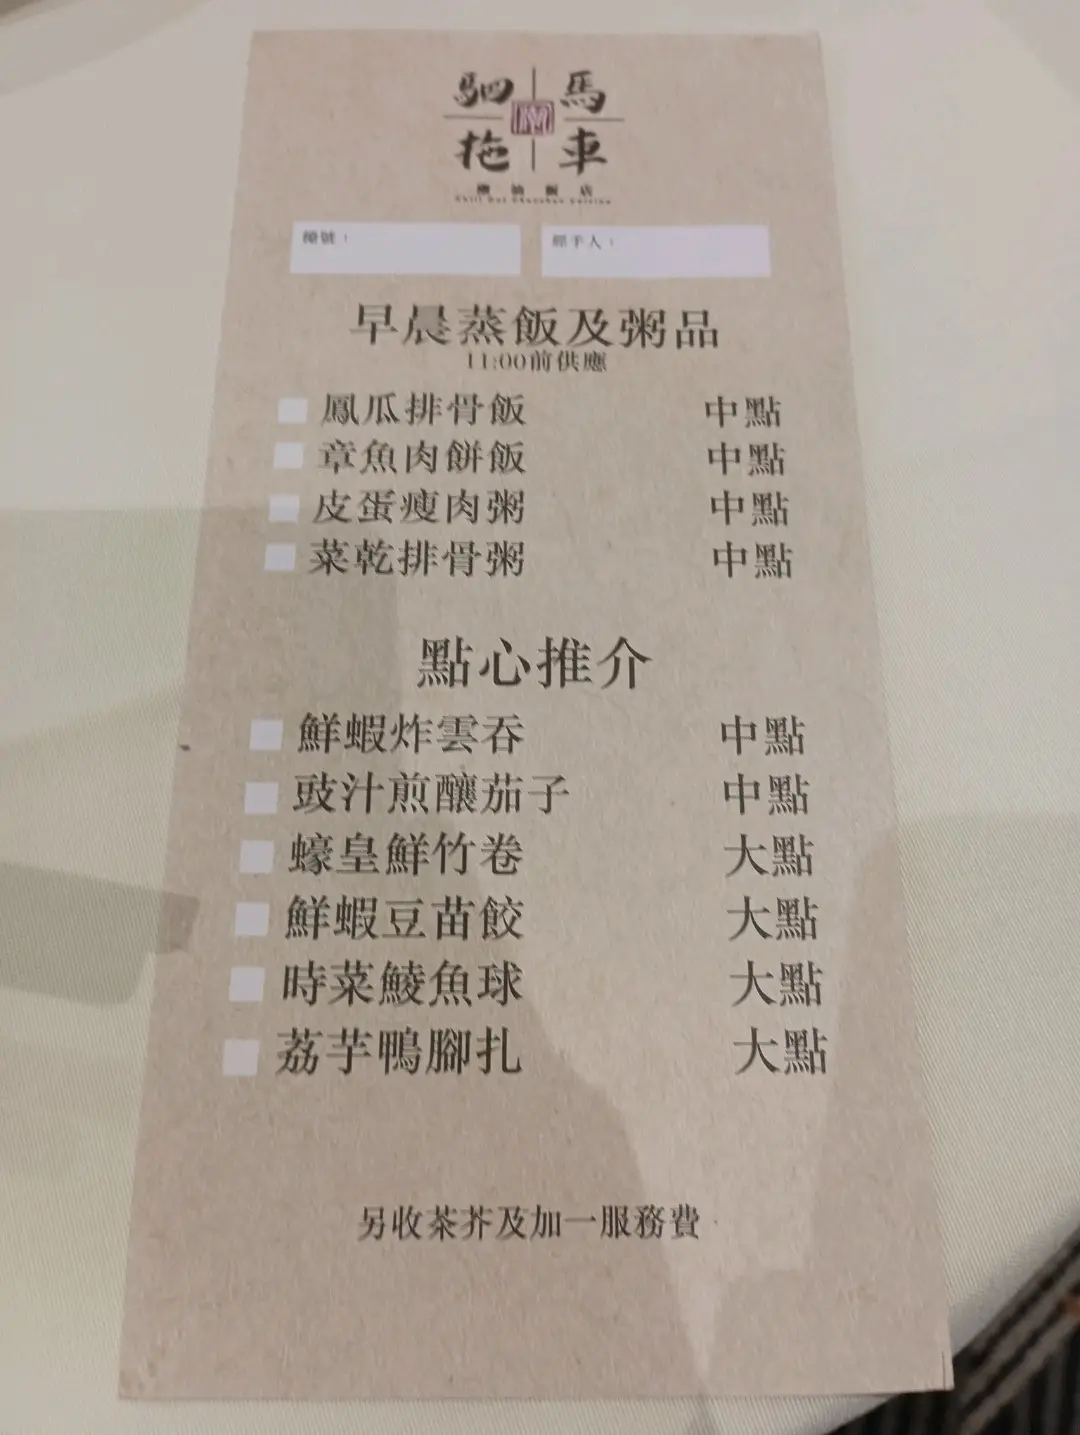 駟馬
拖車
檯號：
經手人：
早晨蒸飯及粥品
11:00前供應
鳳瓜排骨飯 中點
章魚肉餅飯 中點
皮蛋瘦肉粥 中點
菜乾排骨粥 中點
點心推介
鮮蝦炸雲吞 中點
豉汁煎釀茄子 中點
蠔皇鮮竹卷 大點
鮮蝦豆苗餃 大點
時菜鯪魚球 大點
荔芋鴨腳扎 大點
另收茶芥及加一服務費